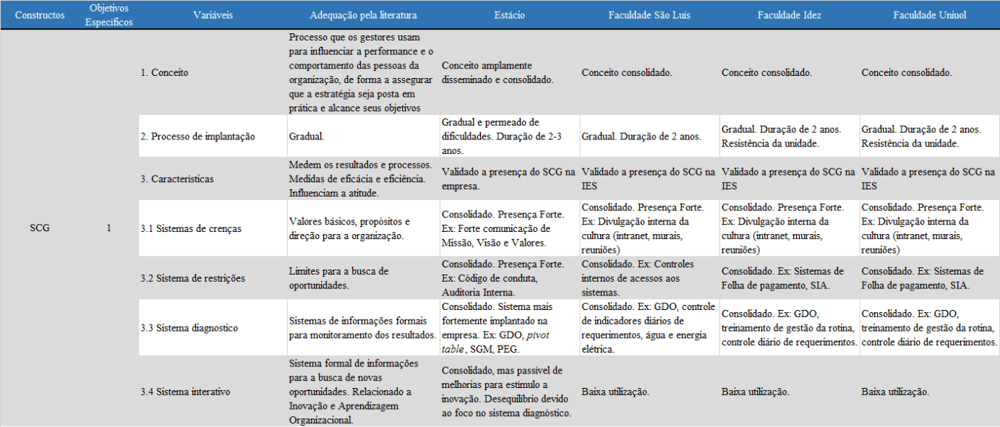 Constructos
Objetivos
Específicos
Variáveis
Adequação pela literatura
Estácio
Faculdade São Luis
Faculdade Idez
Faculdade Uniuol
SCG
1
1. Conceito
Processo que os gestores usam
para influenciar a performance e o
comportamento das pessoas da
organização, de forma a assegurar
que a estratégia seja posta em
prática e alcance seus objetivos
Conceito amplamente
disseminado e consolidado.
Conceito consolidado.
Conceito consolidado.
Conceito consolidado.
2. Processo de implantação
Gradual.
Gradual e permeado de
dificuldades. Duração de 2-3
anos.
Gradual. Duração de 2 anos.
Gradual. Duração de 2 anos.
Resistência da unidade.
Gradual. Duração de 2 anos.
Resistência da unidade.
3. Características
Medem os resultados e processos.
Medidas de eficácia e eficiência.
Influenciam a atitude.
Validado a presença do SCG na
empresa.
Validado a presença do SCG na
IES
Validado a presença do SCG na
IES
Validado a presença do SCG na
IES
3.1 Sistemas de crenças
Valores básicos, propósitos e
direção para a organização.
Consolidado. Presença Forte.
Ex: Forte comunicação de
Missão, Visão e Valores.
Consolidado. Presença Forte.
Ex: Divulgação interna da
cultura (intranet, murais,
reuniões)
Consolidado. Presença Forte.
Ex: Divulgação interna da
cultura (intranet, murais,
reuniões)
Consolidado. Presença Forte.
Ex: Divulgação interna da
cultura (intranet, murais,
reuniões)
3.2 Sistema de restrições
Limites para a busca de
oportunidades.
Consolidado. Presença Forte.
Ex: Código de conduta,
Auditoria Interna.
Consolidado. Ex: Controles
internos de acessos aos
sistemas.
Consolidado. Ex: Sistemas de
Folha de pagamento, SIA.
Consolidado. Ex: Sistemas de
Folha de pagamento, SIA.
3.3 Sistema diagnostico
Sistemas de informações formais
para monitoramento dos resultados.
Consolidado. Sistema mais
fortemente implantado na
empresa. Ex: GDO, pivot
table, SGM, PEG.
Consolidado. Ex: GDO, controle
de indicadores diários de
requerimentos, água e energia
elétrica.
Consolidado. Ex: GDO,
treinamento de gestão da rotina,
controle diário de requerimentos.
Consolidado. Ex: GDO,
treinamento de gestão da rotina,
controle diário de requerimentos.
3.4 Sistema interativo
Sistema formal de informações
para a busca de novas
oportunidades. Relacionado a
Inovação e Aprendizagem
Organizacional.
Consolidado, mas passivel de
melhorias para estimulo a
inovação. Desequilíbrio devido
ao foco no sistema diagnóstico.
Baixa utilização.
Baixa utilização.
Baixa utilização.